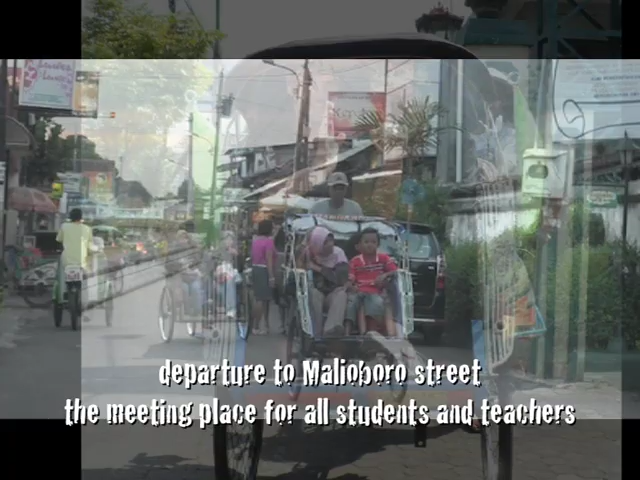 departure to Malioboro street
the meeting place for all students and teachers